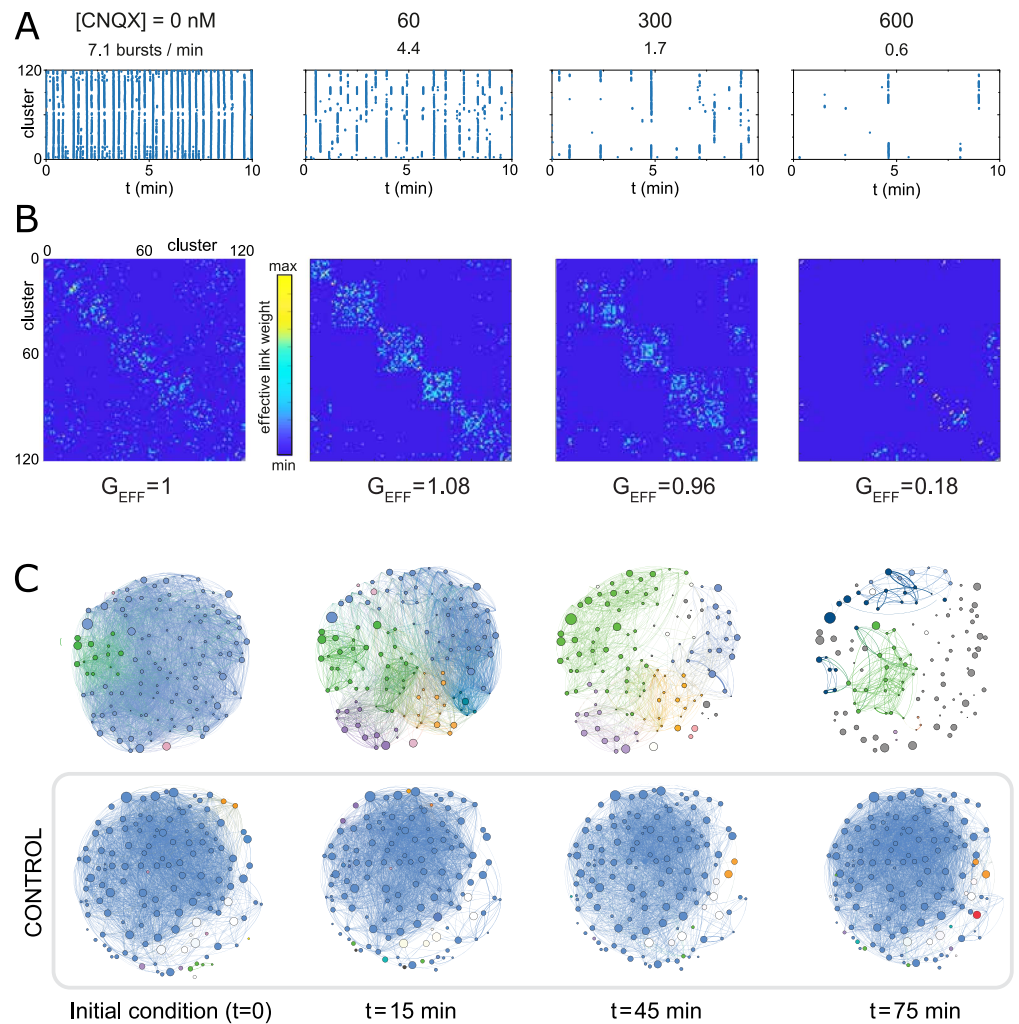 A
[CNQX] = 0 nM 60 300 600
7.1 bursts / min 4.4 1.7 0.6
120
cluster
0
0 5 10 0 5 10 0 5 10 0 5 10
t (min) t (min) t (min) t (min)
B
0 60 cluster 120
0
cluster
60
120
max
effective link weight
min
G_EFF=1 G_EFF=1.08 G_EFF=0.96 G_EFF=0.18
C
CONTROL
Initial condition (t=0) t=15 min t=45 min t=75 min